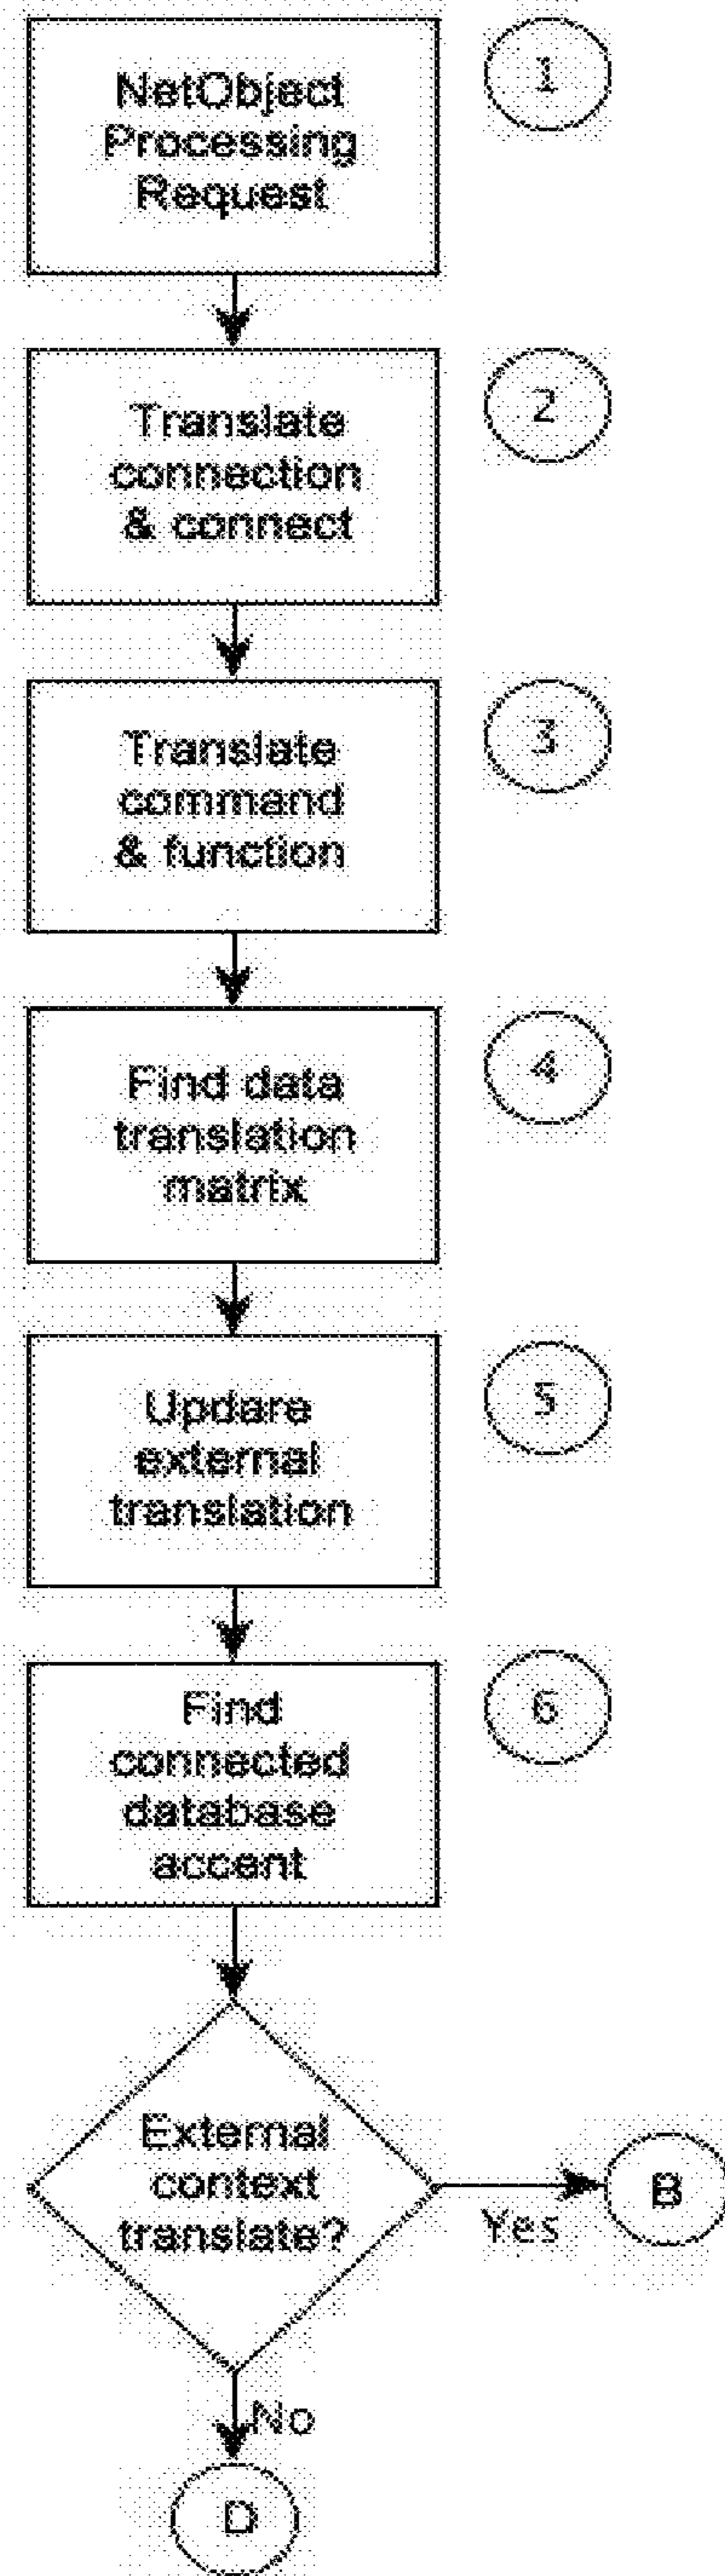 NetObject
Processing
Request
1
Translate
connection
& connect
2
Translate
command
& function
3
Find data
translation
matrix
4
Updare
external
translation
5
Find
connected
database
accent
6
External
context
translate?
Yes
B
No
D